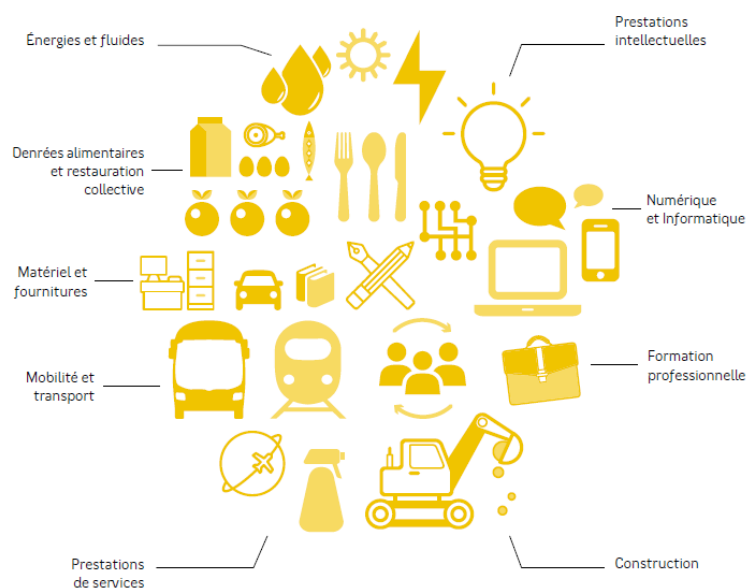 Énergies et fluides
Prestations
intellectuelles
Denrées alimentaires
et restauration
collective
Numérique
et Informatique
Matériel et
fournitures
Mobilité et
transport
Formation
professionnelle
Prestations
de services
Construction